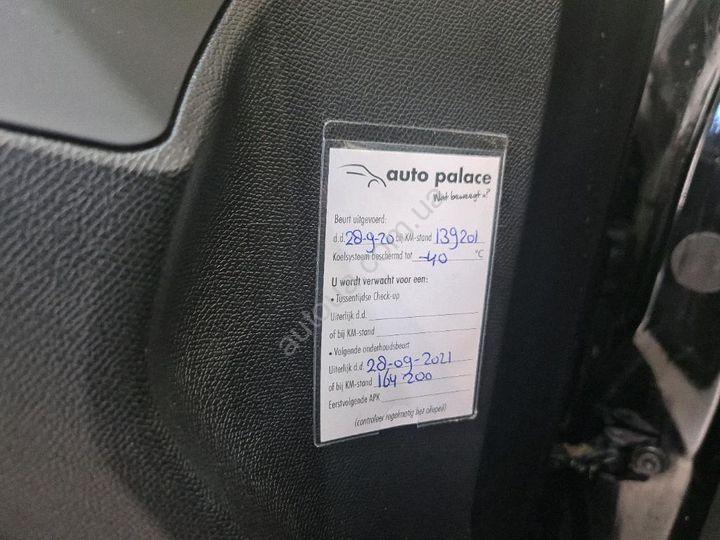 auto palace
Wat beweegt u?
Beurt uitgevoerd:
d.d. 28-9-20 bij KM-stand 139201
Koelsysteem beschermd tot -40 °C
U wordt verwacht voor een:
• Tussentijdse Check-up
Uiterlijk d.d.
of bij KM-stand
• Volgende onderhoudsbeurt
Uiterlijk d.d. 28-09-2021
of bij KM-stand 164 200
Eerstvolgende APK
(controleer regelmatig het oliepeil)